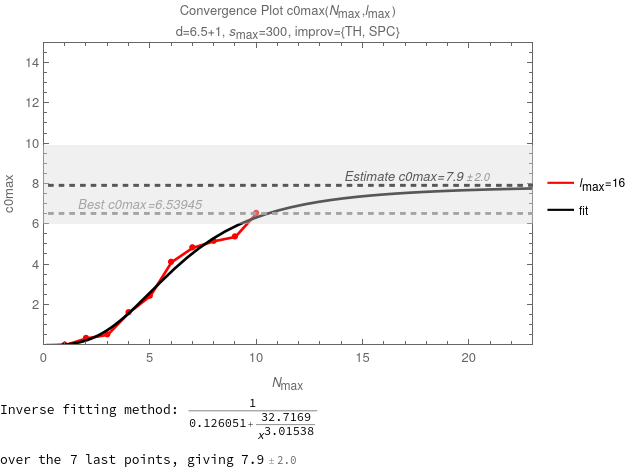 Convergence Plot c0max(Nmax,lmax)
d=6.5+1, smax=300, improv={TH, SPC}
14
12
10
8
6
4
2
c0max
Estimate c0max=7.9 ±2.0
Best c0max=6.53945
lmax=16
fit
0 5 10 15 20
Nmax
Inverse fitting method: 1
0.126051+ 32.7169
x3.01538
over the 7 last points, giving 7.9 ±2.0